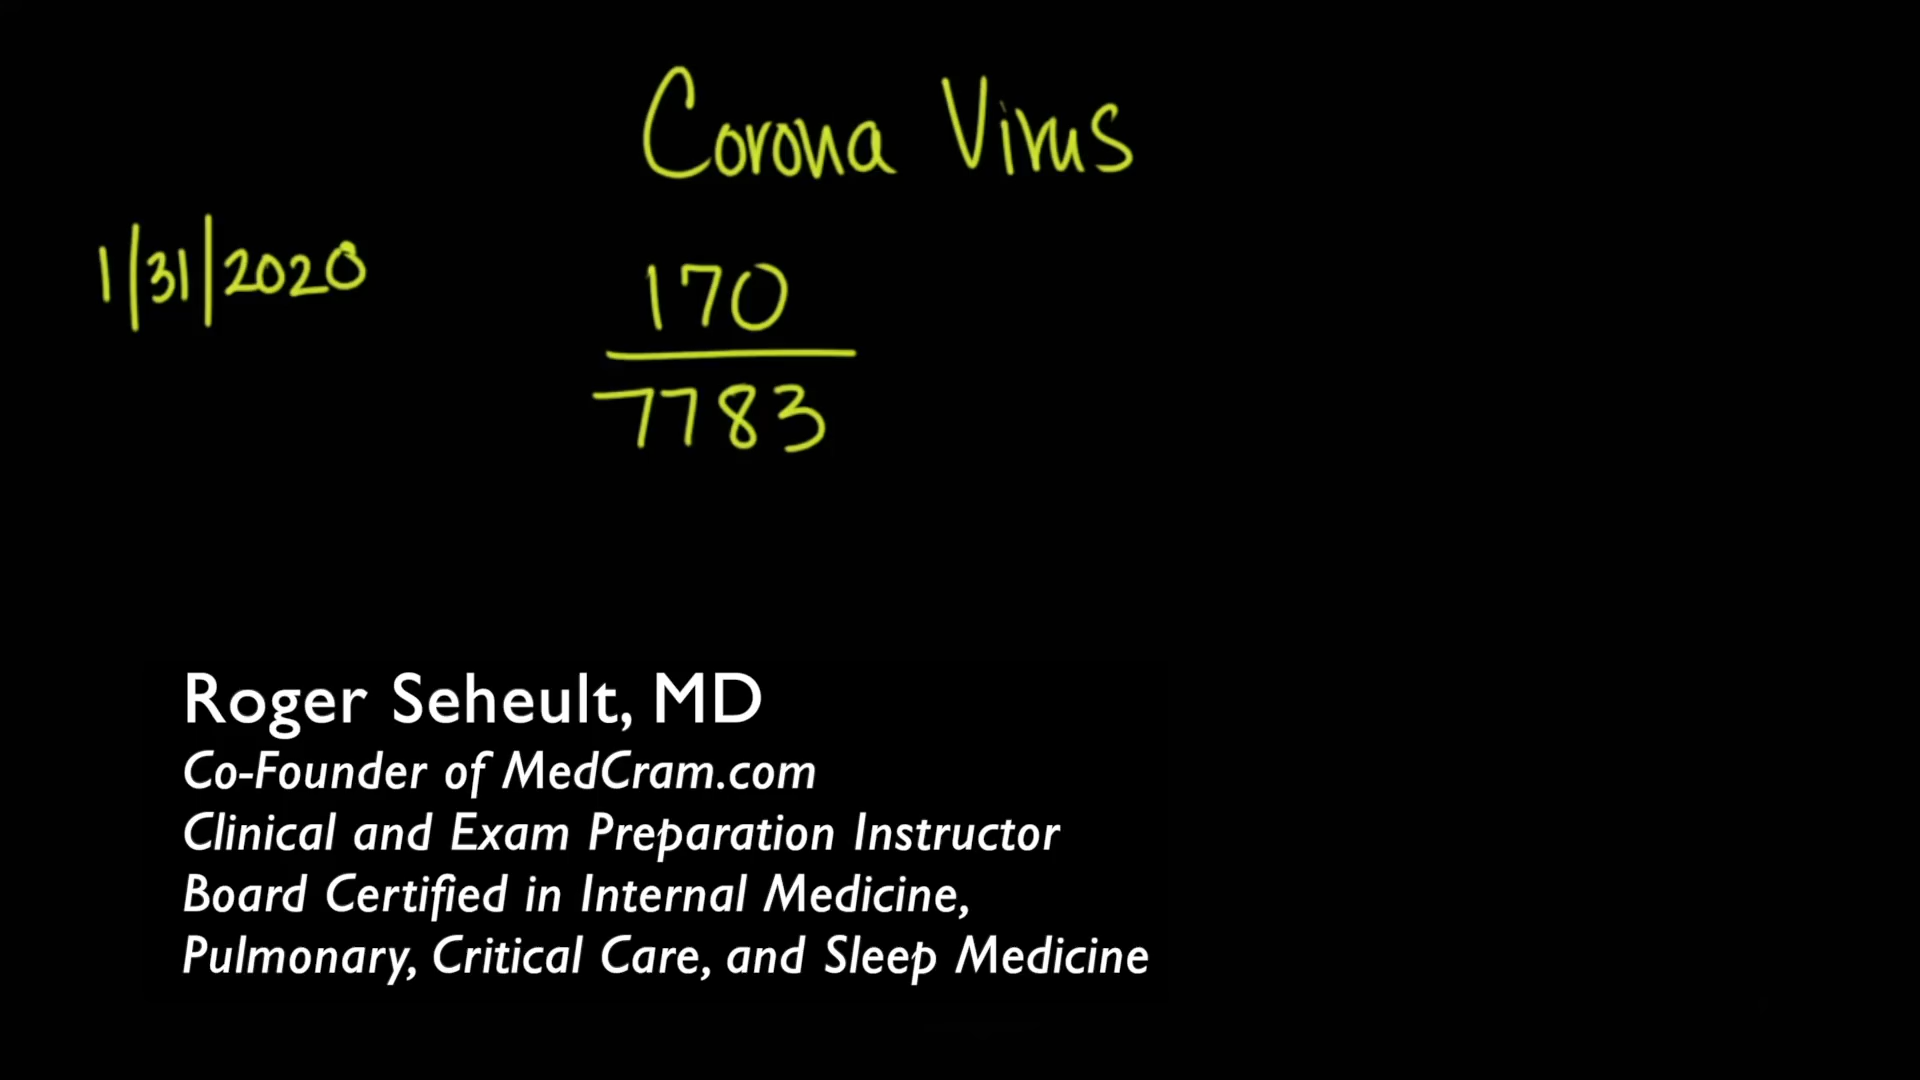 Corona Virus
1/31/2020
170
7783
Roger Seheult, MD
Co-Founder of MedCram.com
Clinical and Exam Preparation Instructor
Board Certified in Internal Medicine,
Pulmonary, Critical Care, and Sleep Medicine